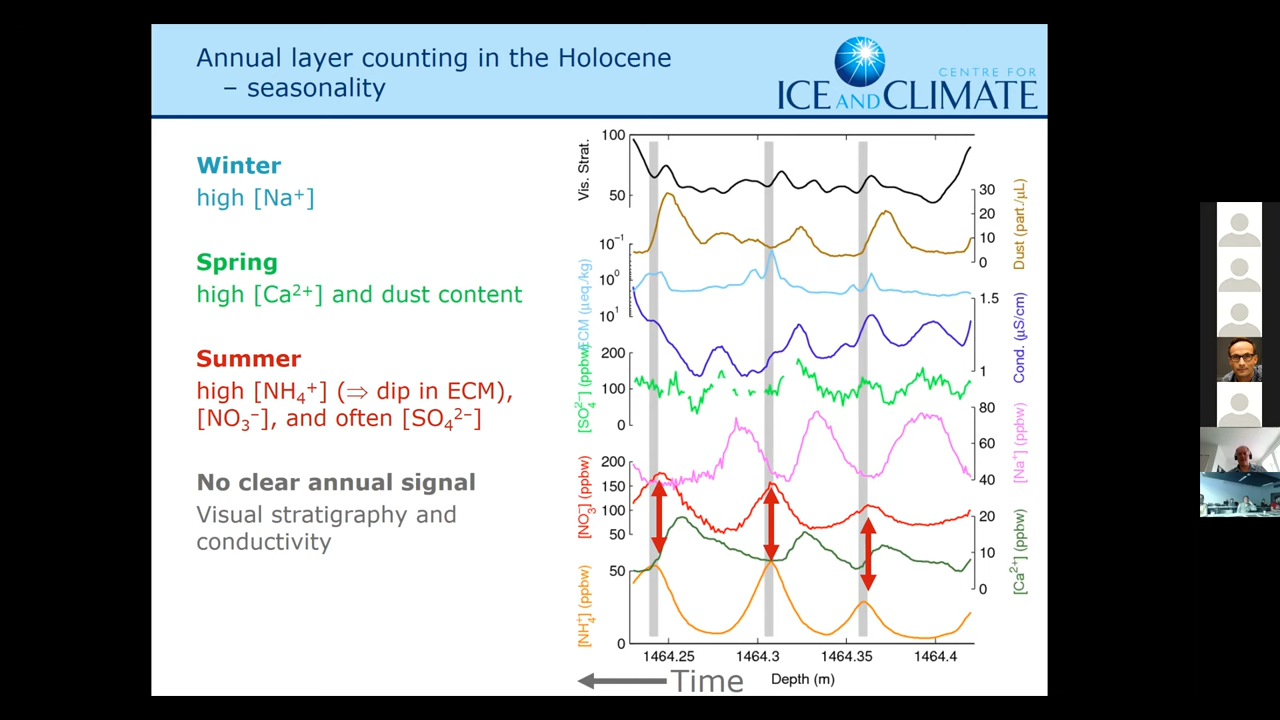 Annual layer counting in the Holocene
– seasonality
CENTRE FOR
ICE AND CLIMATE
Winter
high [Na⁺]
Spring
high [Ca²⁺] and dust content
Summer
high [NH₄⁺] (⇒ dip in ECM),
[NO₃⁻], and often [SO₄²⁻]
No clear annual signal
Visual stratigraphy and
conductivity
Vis. Strat.
100
50
Dust (part./μL)
30
20
10
0
ECM (μeq./kg)
10⁻¹
10⁰
10¹
Cond. (μS/cm)
1.5
1
[SO₄²⁻] (ppbw)
200
100
0
[Na⁺] (ppbw)
80
60
40
[NO₃⁻] (ppbw)
200
150
100
50
[Ca²⁺] (ppbw)
20
10
0
[NH₄⁺] (ppbw)
50
0
1464.25 1464.3 1464.35 1464.4
Time
Depth (m)